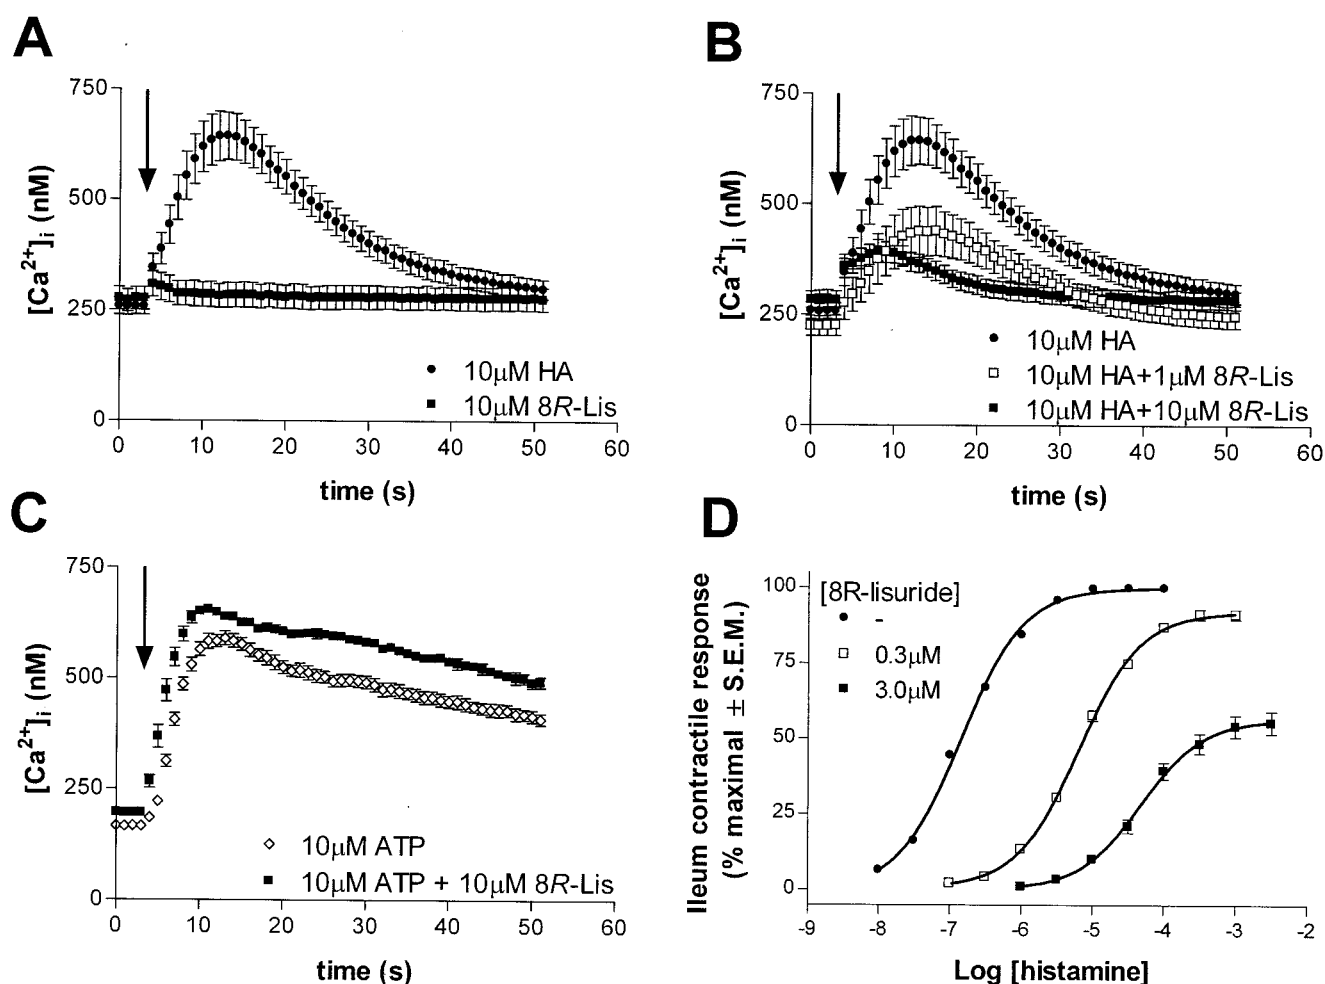 A
750
500
250
0
[Ca²⁺]ᵢ (nM)
10µM HA
10µM 8R-Lis
0 10 20 30 40 50 60
time (s)
B
750
500
250
0
[Ca²⁺]ᵢ (nM)
10µM HA
10µM HA+1µM 8R-Lis
10µM HA+10µM 8R-Lis
0 10 20 30 40 50 60
time (s)
C
750
500
250
0
[Ca²⁺]ᵢ (nM)
10µM ATP
10µM ATP + 10µM 8R-Lis
0 10 20 30 40 50 60
time (s)
D
Ileum contractile response
(% maximal ± S.E.M.)
100
75
50
25
0
[8R-lisuride]
-
0.3µM
3.0µM
-9 -8 -7 -6 -5 -4 -3 -2
Log [histamine]